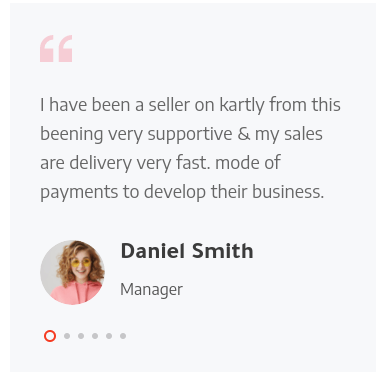 I have been a seller on kartly from this
beening very supportive & my sales
are delivery very fast. mode of
payments to develop their business.
Daniel Smith
Manager